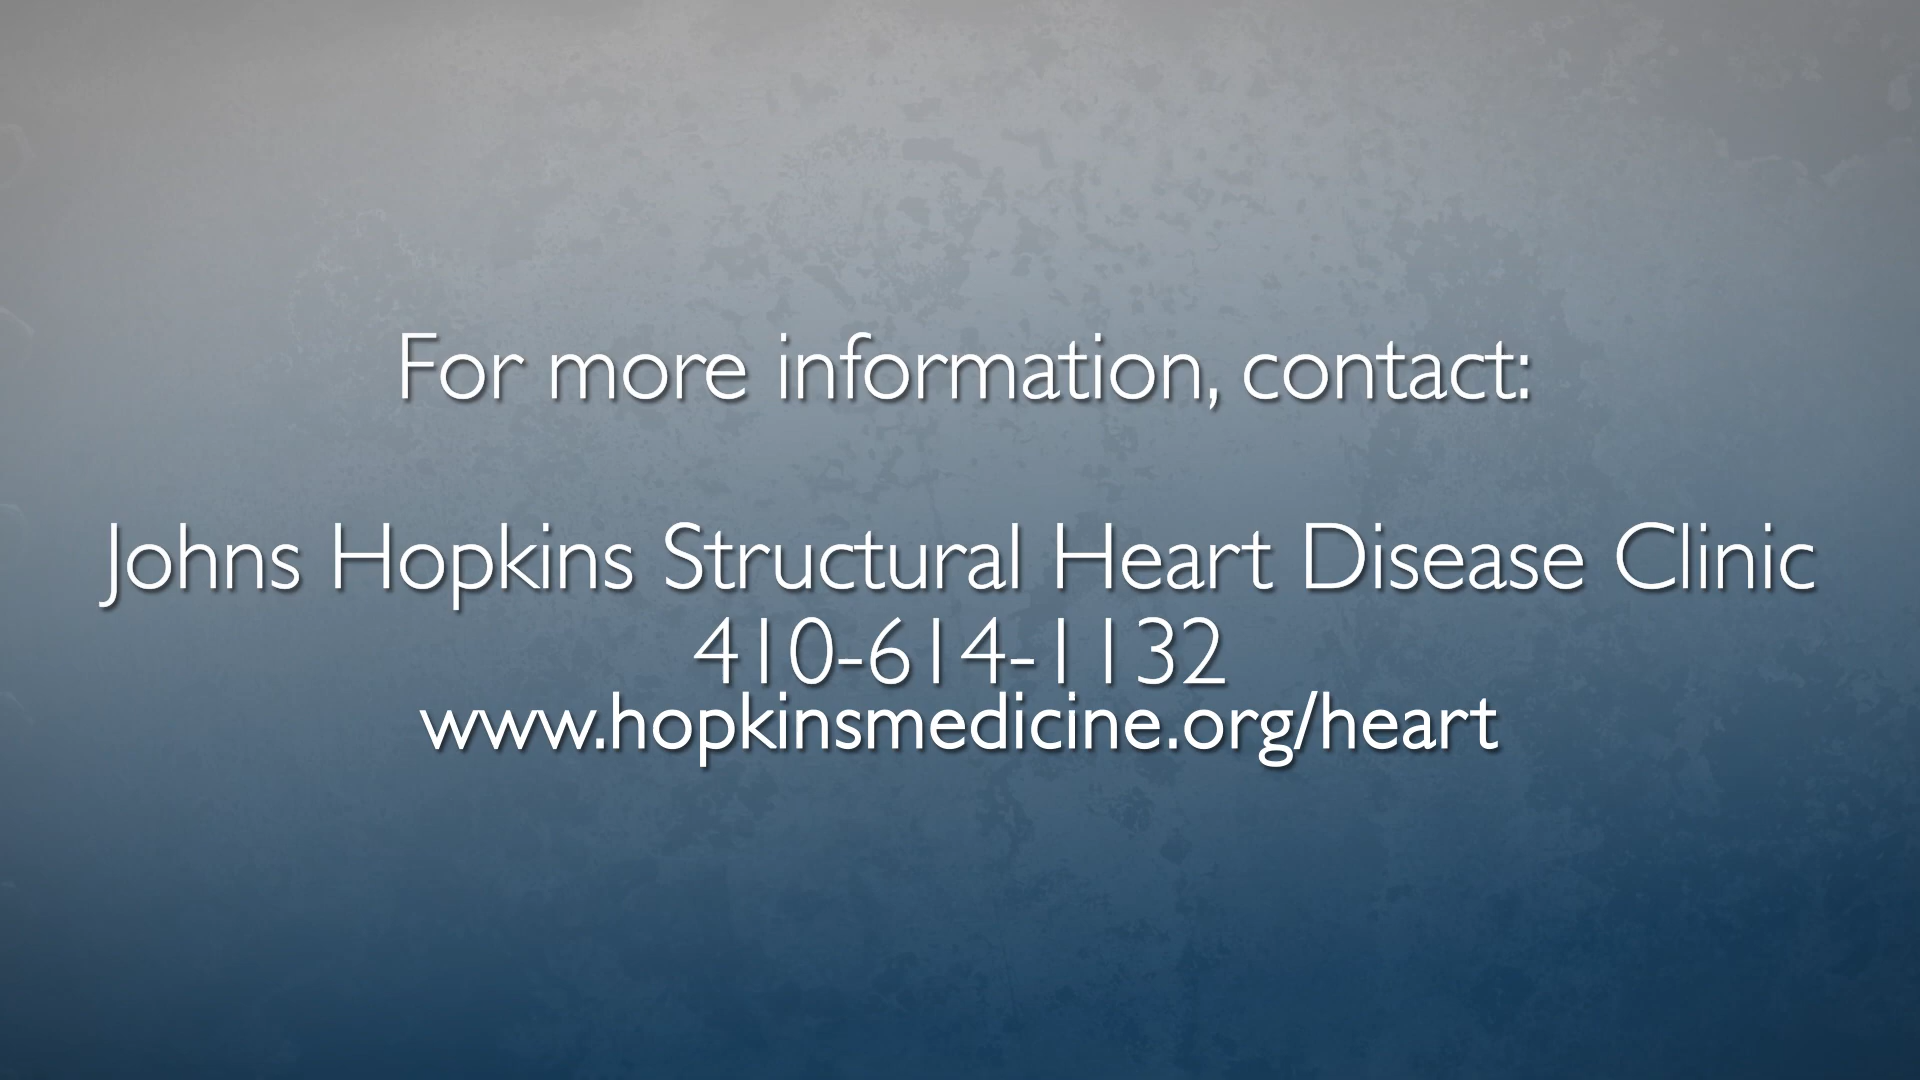 For more information, contact:
Johns Hopkins Structural Heart Disease Clinic
410-614-1132
www.hopkinsmedicine.org/heart